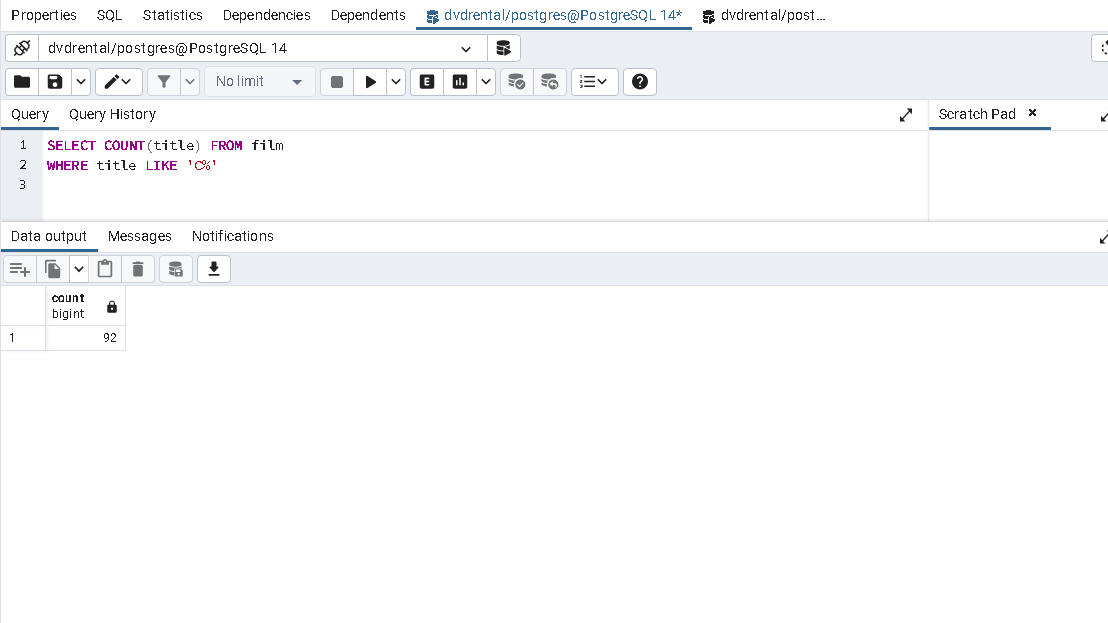 Properties SQL Statistics Dependencies Dependents dvdrental/postgres@PostgreSQL 14* dvdrental/post...
dvdrental/postgres@PostgreSQL 14
No limit
Query Query History Scratch Pad
1 SELECT COUNT(title) FROM film
2 WHERE title LIKE 'C%'
3
Data output Messages Notifications
count
bigint
1 92